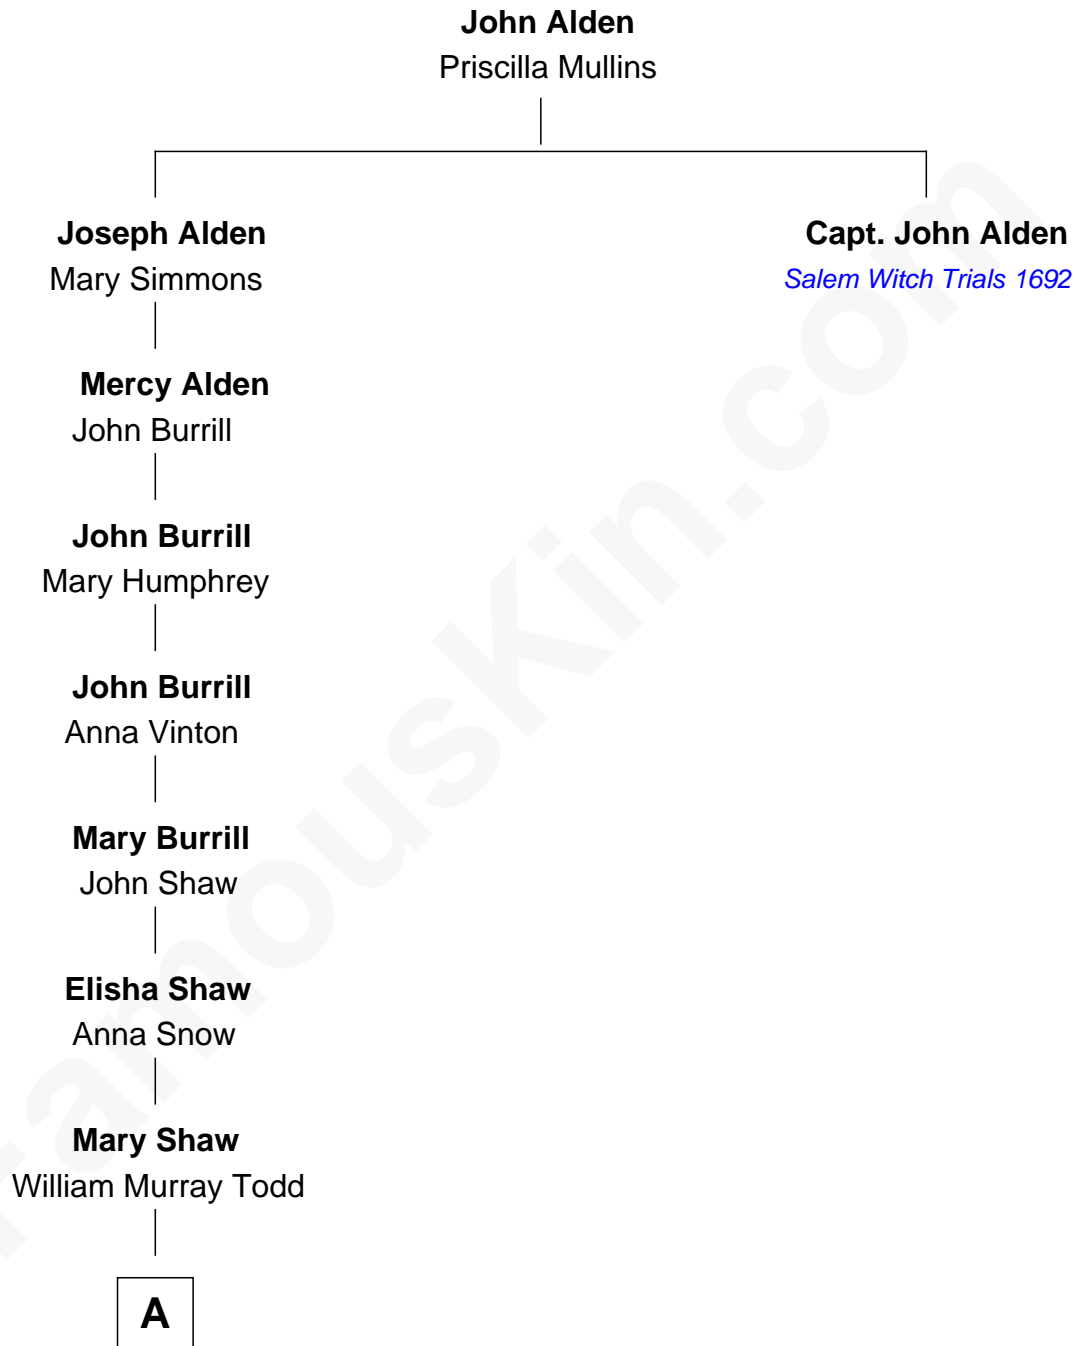 John Alden
Priscilla Mullins
Joseph Alden
Mary Simmons
Capt. John Alden
Salem Witch Trials 1692
Mercy Alden
John Burrill
John Burrill
Mary Humphrey
John Burrill
Anna Vinton
Mary Burrill
John Shaw
Elisha Shaw
Anna Snow
Mary Shaw
William Murray Todd
A
FamousKin.com